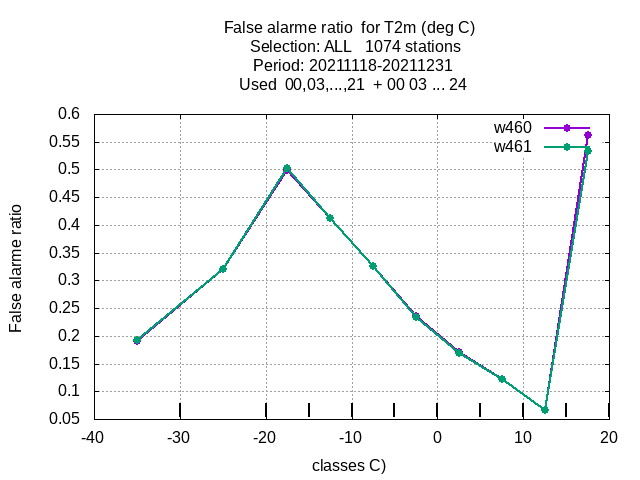 False alarme ratio  for T2m (deg C)
Selection: ALL   1074 stations
Period: 20211118-20211231
Used  00,03,...,21  + 00 03 ... 24
w460
w461
0.6
0.55
0.5
0.45
0.4
0.35
0.3
0.25
0.2
0.15
0.1
0.05
False alarme ratio
-40 -30 -20 -10 0 10 20
classes C)